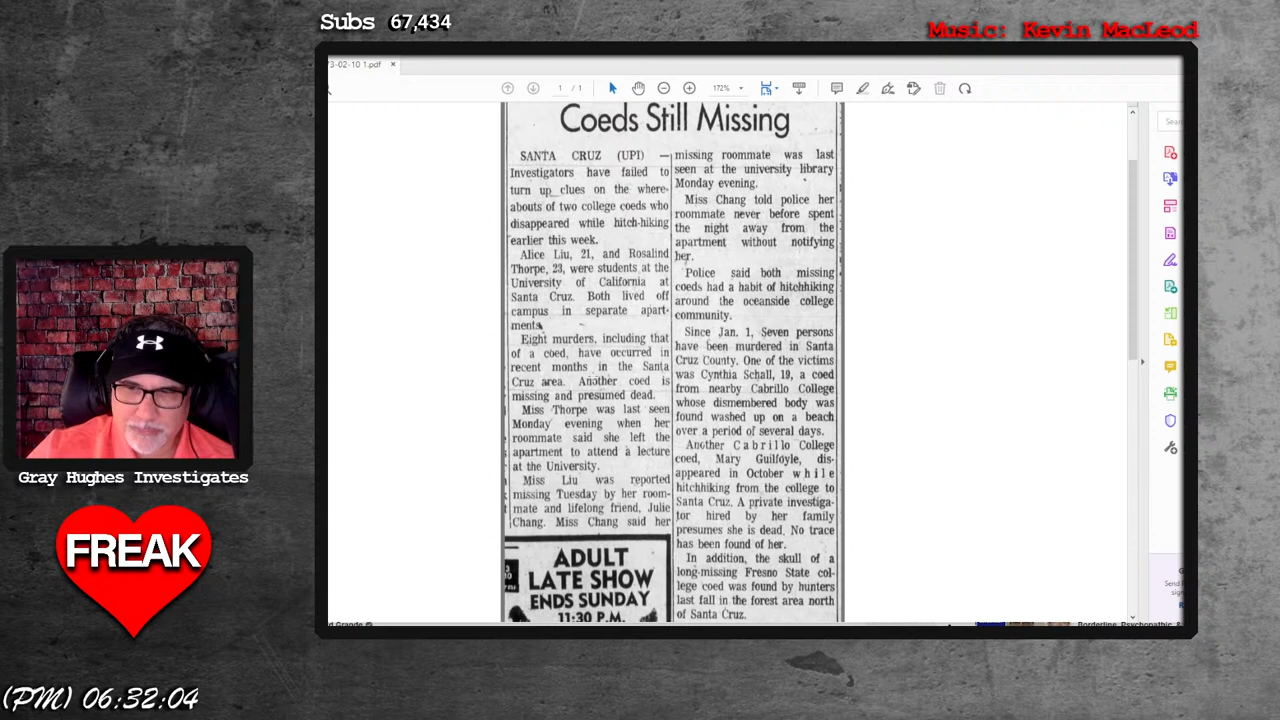 Subs 67,434
Music: Kevin MacLeod
73-02-10 1.pdf ×
1 / 1
172%
Coeds Still Missing
SANTA CRUZ (UPI) —
Investigators have failed to
turn up clues on the where-
abouts of two college coeds who
disappeared while hitch-hiking
earlier this week.
Alice Liu, 21, and Rosalind
Thorpe, 23, were students at the
University of California at
Santa Cruz. Both lived off
campus in separate apart-
ments.
Eight murders, including that
of a coed, have occurred in
recent months in the Santa
Cruz area. Another coed is
missing and presumed dead.
Miss Thorpe was last seen
Monday evening when her
roommate said she left the
apartment to attend a lecture
at the University.
Miss Liu was reported
missing Tuesday by her room-
mate and lifelong friend, Julie
Chang. Miss Chang said her
missing roommate was last
seen at the university library
Monday evening.
Miss Chang told police her
roommate never before spent
the night away from the
apartment without notifying
her.
Police said both missing
coeds had a habit of hitchhiking
around the oceanside college
community.
Since Jan. 1, Seven persons
have been murdered in Santa
Cruz County. One of the victims
was Cynthia Schall, 19, a coed
from nearby Cabrillo College
whose dismembered body was
found washed up on a beach
over a period of several days.
Another Cabrillo College
coed, Mary Guilfoyle, dis-
appeared in October while
hitchhiking from the college to
Santa Cruz. A private investiga-
tor hired by her family
presumes she is dead. No trace
has been found of her.
In addition, the skull of a
long-missing Fresno State col-
lege coed was found by hunters
last fall in the forest area north
of Santa Cruz.
ADULT
LATE SHOW
ENDS SUNDAY
11:30 P.M.
Gray Hughes Investigates
FREAK
(PM) 06:32:04